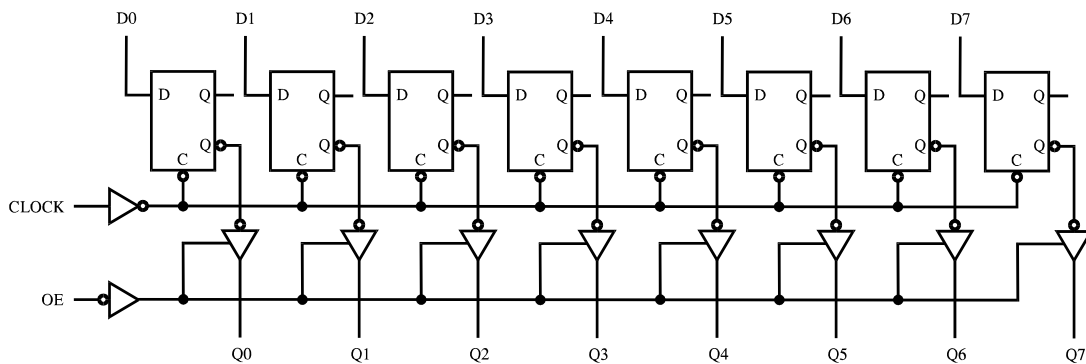 D0 D1 D2 D3 D4 D5 D6 D7
D Q D Q D Q D Q D Q D Q D Q D Q
Q Q Q Q Q Q Q Q
C C C C C C C C
CLOCK
OE
Q0 Q1 Q2 Q3 Q4 Q5 Q6 Q7